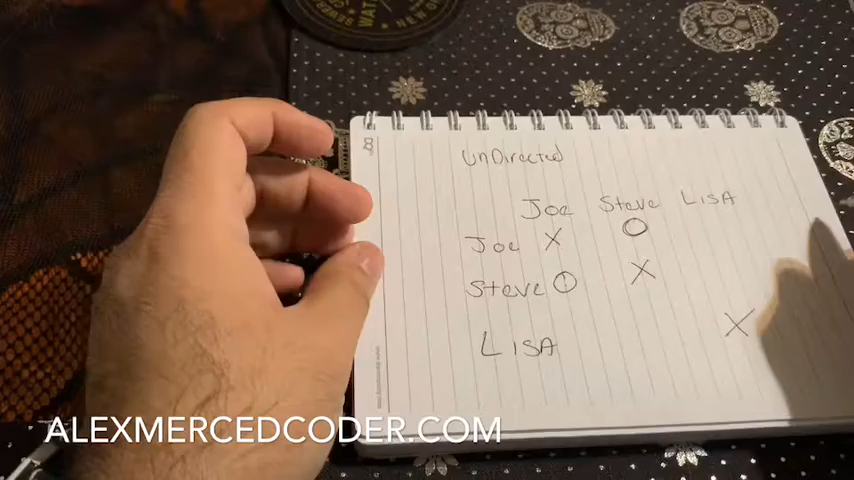 UnDirected
Joe Steve LISA
Joe X O
Steve O X
LISA X
ALEXMERCEDCODER.COM